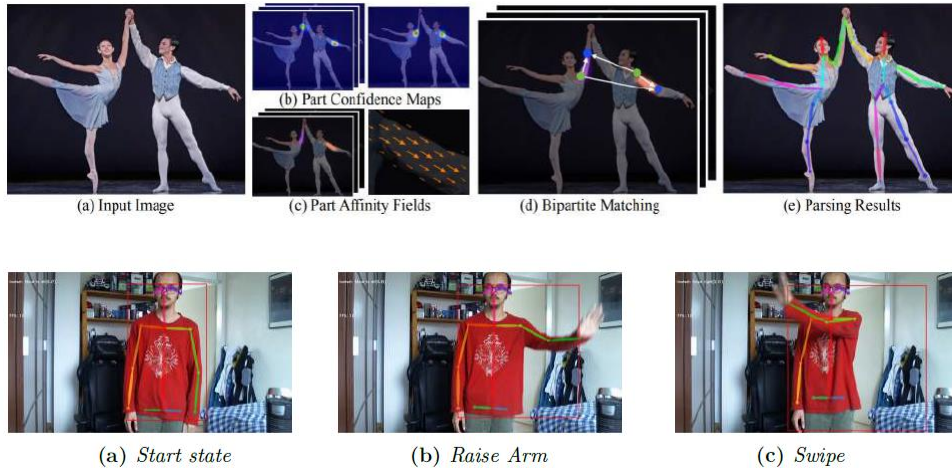 (b) Part Confidence Maps
(a) Input Image
(c) Part Affinity Fields
(d) Bipartite Matching
(e) Parsing Results
(a) Start state
(b) Raise Arm
(c) Swipe